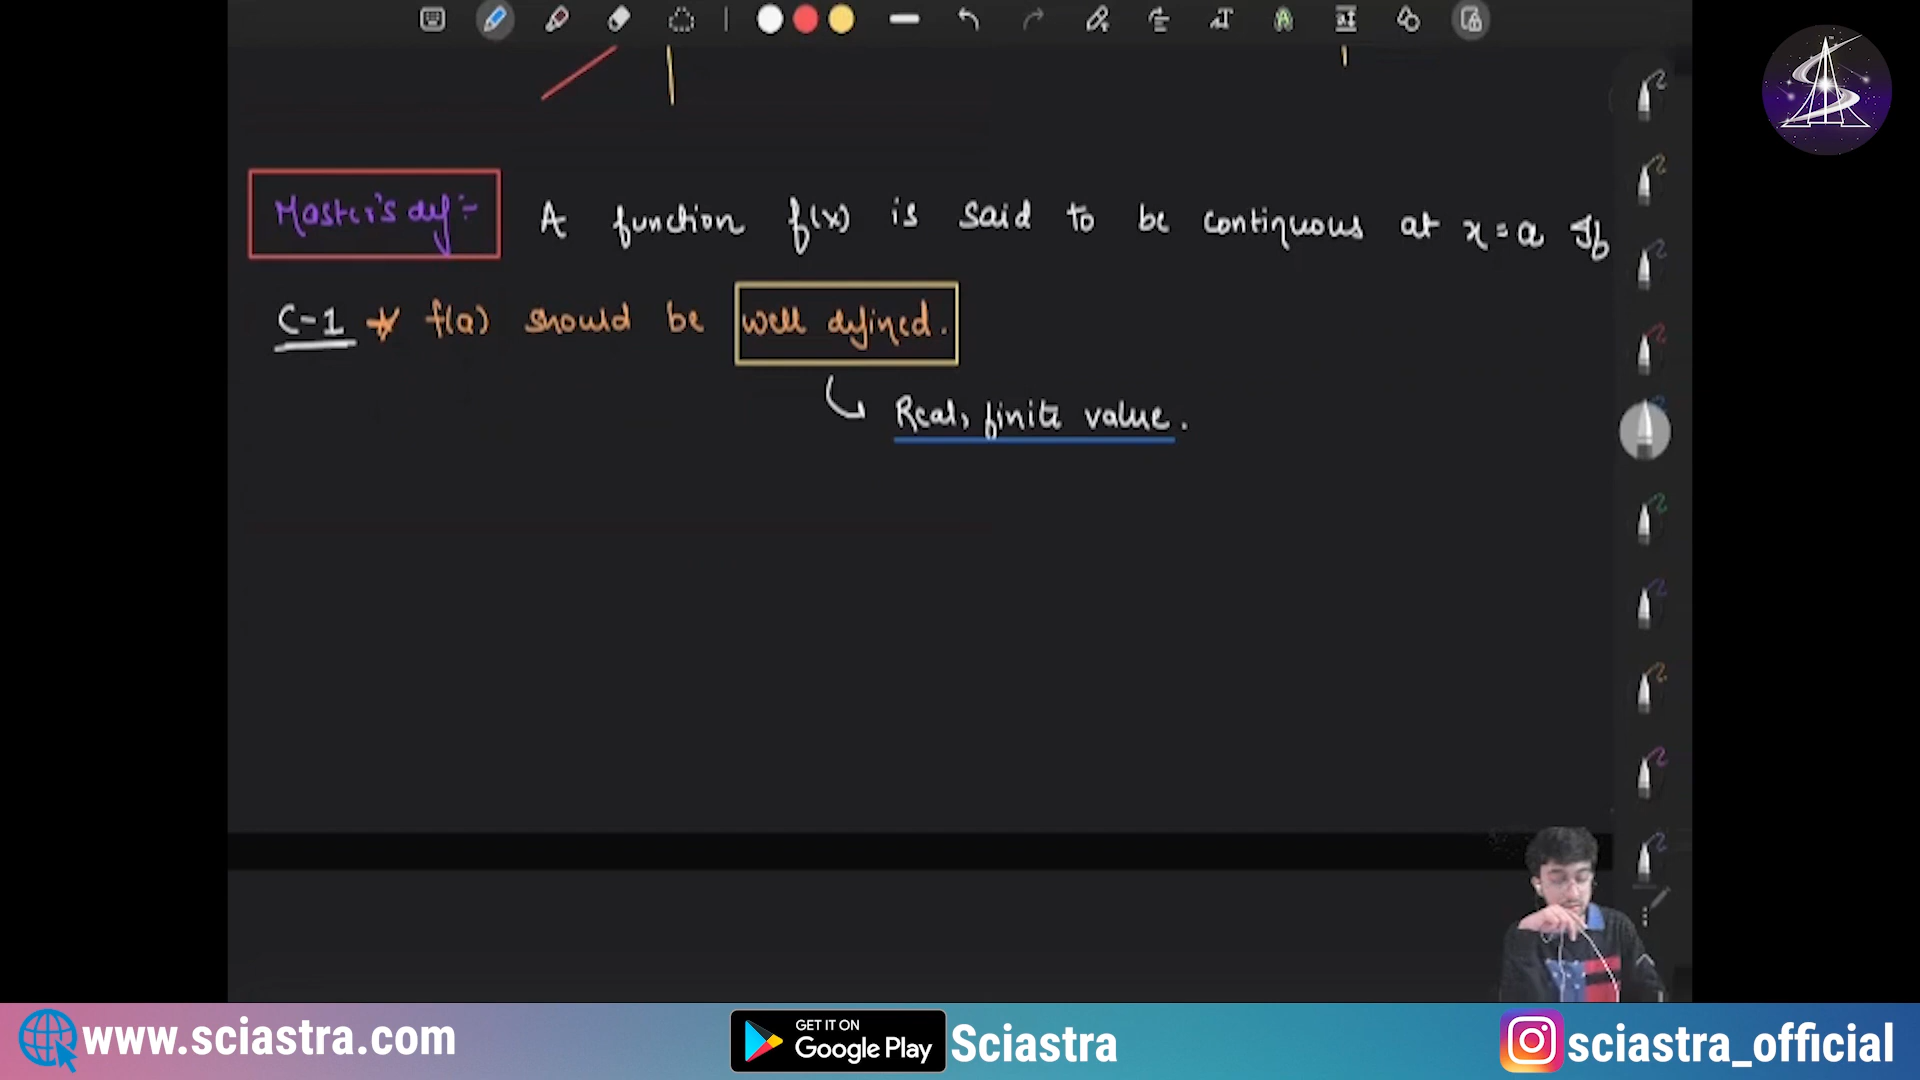 Master's def :-
A function f(x) is said to be continuous at x = a If
C-1 * f(a) should be well defined.
↳ Real, finite value.
www.sciastra.com
GET IT ON
Google Play
Sciastra
sciastra_official